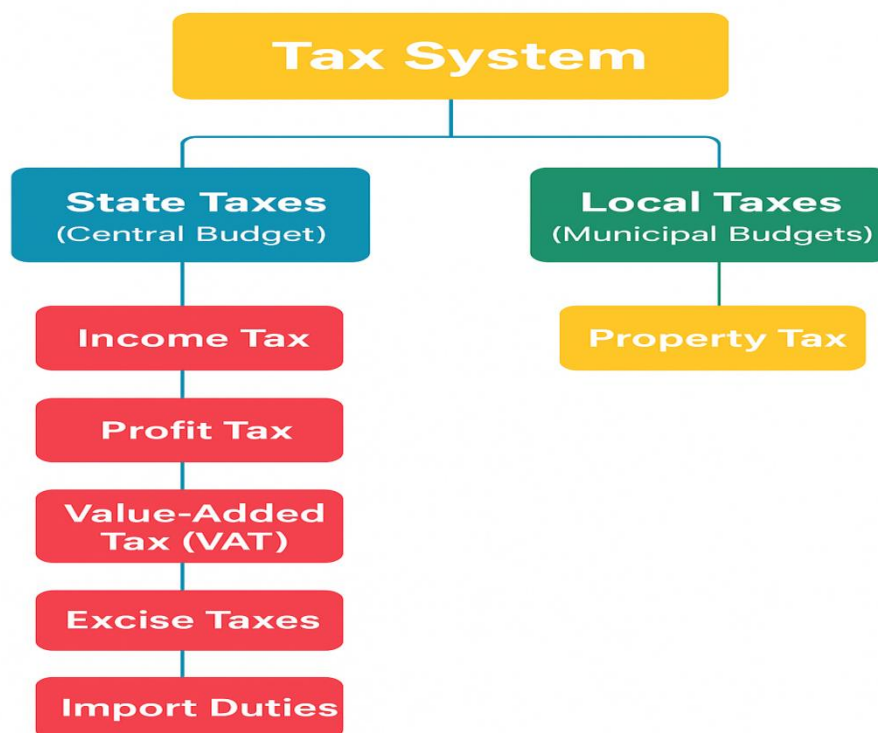 Tax System
State Taxes
(Central Budget)
Local Taxes
(Municipal Budgets)
Income Tax
Property Tax
Profit Tax
Value-Added
Tax (VAT)
Excise Taxes
Import Duties